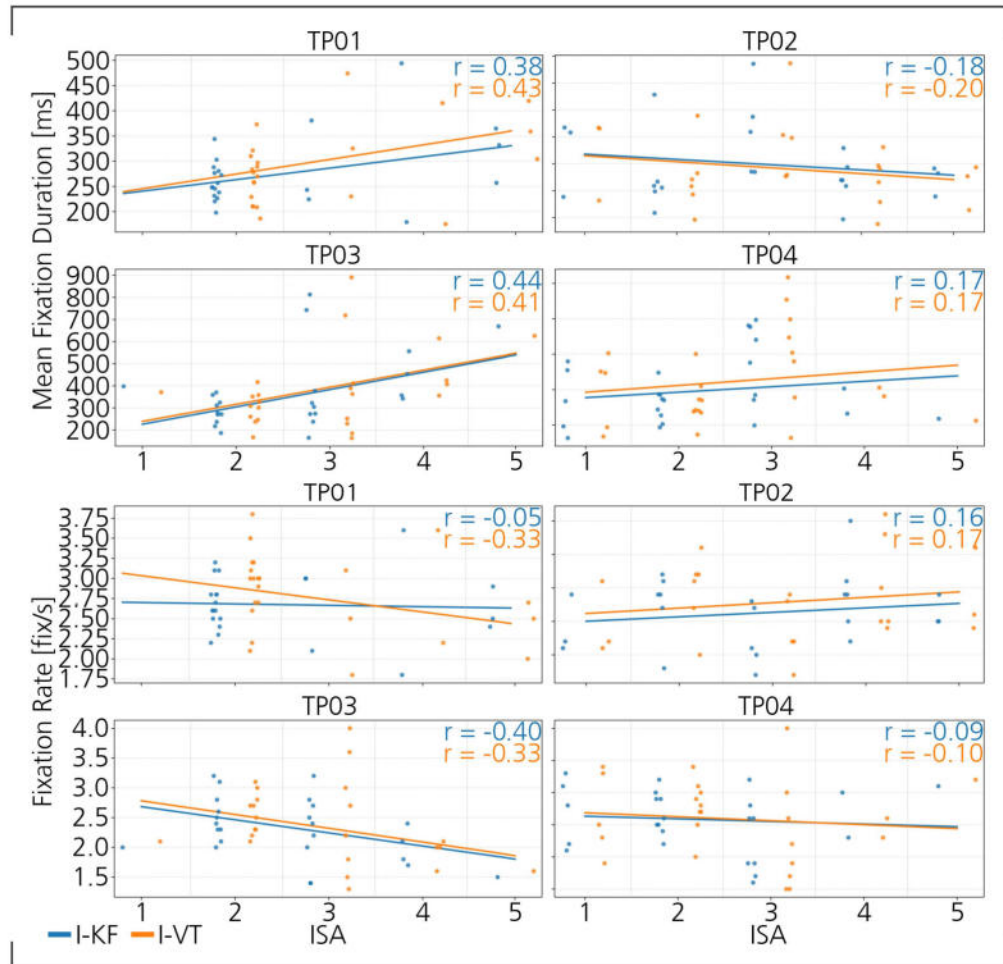 TP01 TP02
r = 0.38 r = -0.18
r = 0.43 r = -0.20
500
450
400
350
300
250
200
Mean Fixation Duration [ms]
TP03 TP04
r = 0.44 r = 0.17
r = 0.41 r = 0.17
900
800
700
600
500
400
300
200
1 2 3 4 5 1 2 3 4 5
TP01 TP02
r = -0.05 r = 0.16
r = -0.33 r = 0.17
3.75
3.50
3.25
3.00
2.75
2.50
2.25
2.00
1.75
Fixation Rate [fix/s]
TP03 TP04
r = -0.40 r = -0.09
r = -0.33 r = -0.10
4.0
3.5
3.0
2.5
2.0
1.5
1 2 3 4 5 1 2 3 4 5
I-KF I-VT ISA ISA